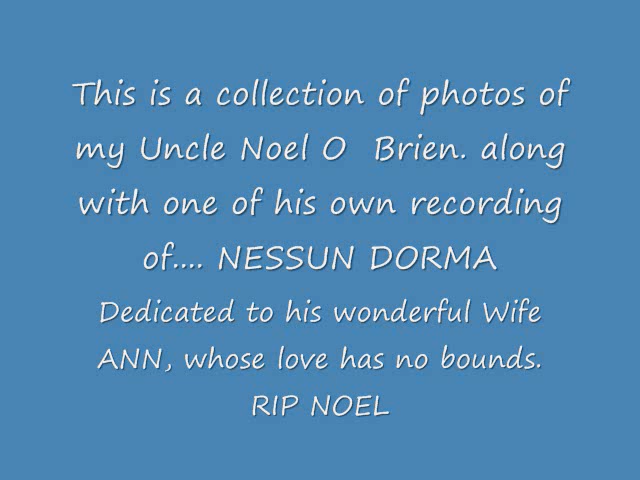 This is a collection of photos of
my Uncle Noel O  Brien. along
with one of his own recording
of.... NESSUN DORMA
Dedicated to his wonderful Wife
ANN, whose love has no bounds.
RIP NOEL